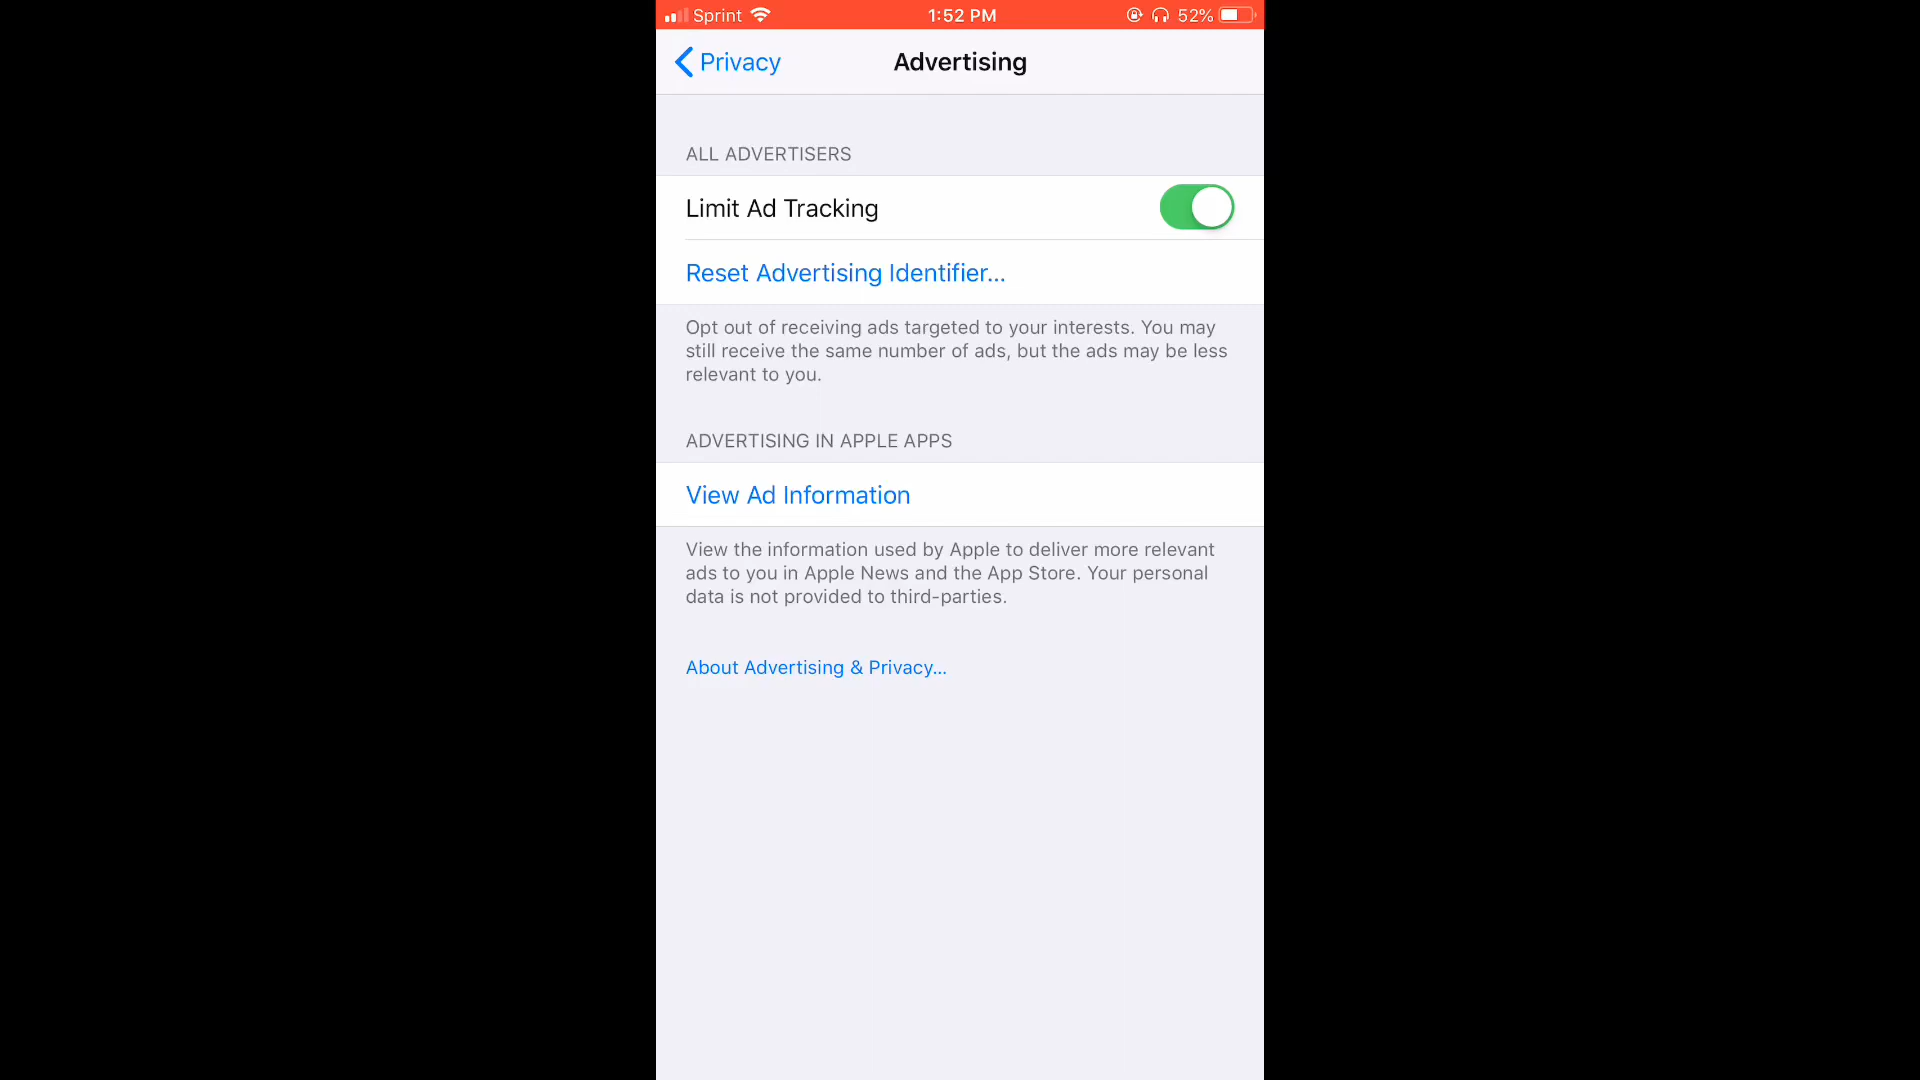 Sprint 1:52 PM 52%
Privacy Advertising
ALL ADVERTISERS
Limit Ad Tracking
Reset Advertising Identifier...
Opt out of receiving ads targeted to your interests. You may
still receive the same number of ads, but the ads may be less
relevant to you.
ADVERTISING IN APPLE APPS
View Ad Information
View the information used by Apple to deliver more relevant
ads to you in Apple News and the App Store. Your personal
data is not provided to third-parties.
About Advertising & Privacy...